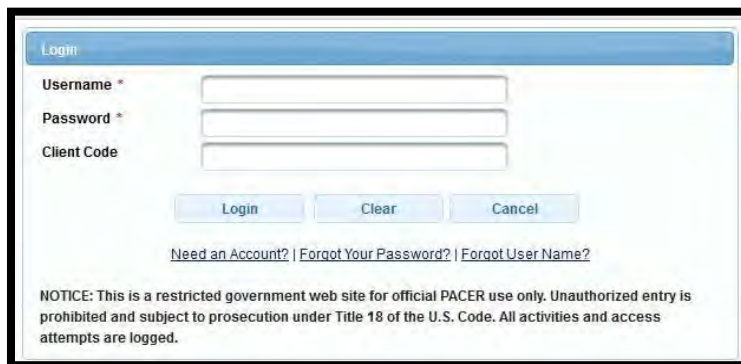 Login
Username *
Password *
Client Code
Login Clear Cancel
Need an Account? | Forgot Your Password? | Forgot User Name?
NOTICE: This is a restricted government web site for official PACER use only. Unauthorized entry is
prohibited and subject to prosecution under Title 18 of the U.S. Code. All activities and access
attempts are logged.